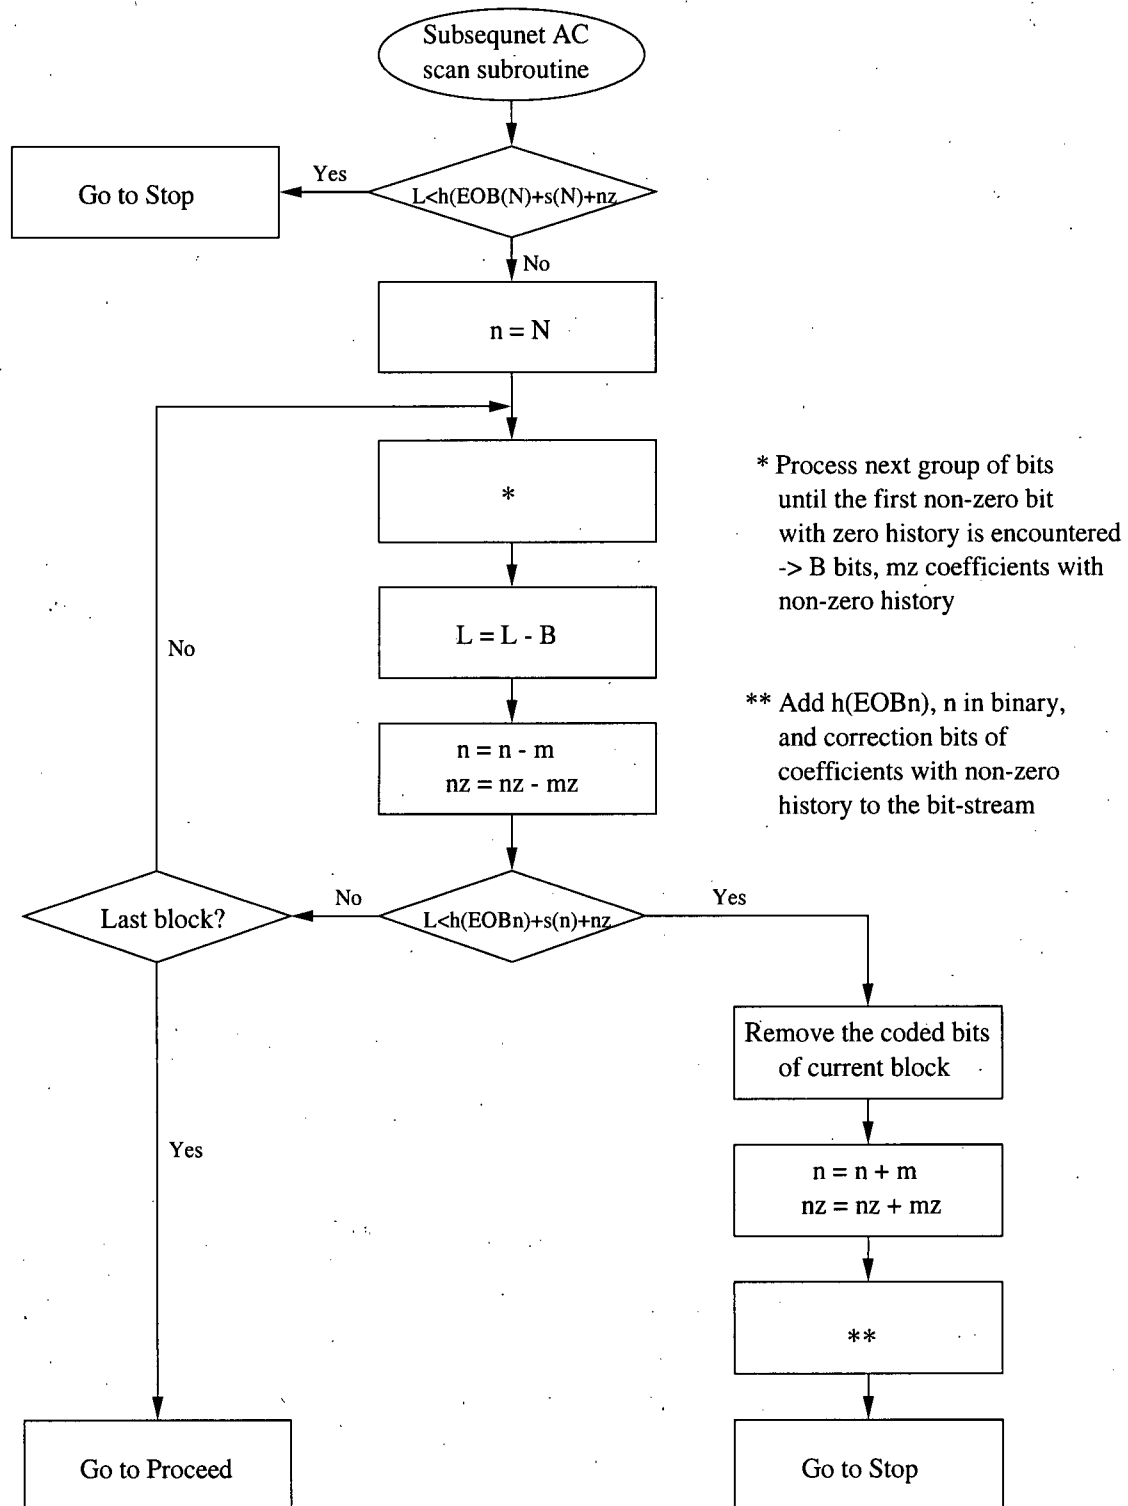 Subsequnet AC
scan subroutine
Yes
Go to Stop
L<h(EOB(N)+s(N)+nz
No
n = N
*
* Process next group of bits
until the first non-zero bit
with zero history is encountered
-> B bits, mz coefficients with
non-zero history
L = L - B
No
** Add h(EOBn), n in binary,
and correction bits of
coefficients with non-zero
history to the bit-stream
n = n - m
nz = nz - mz
Last block?
No
L<h(EOBn)+s(n)+nz
Yes
Remove the coded bits
of current block
Yes
n = n + m
nz = nz + mz
**
Go to Proceed
Go to Stop